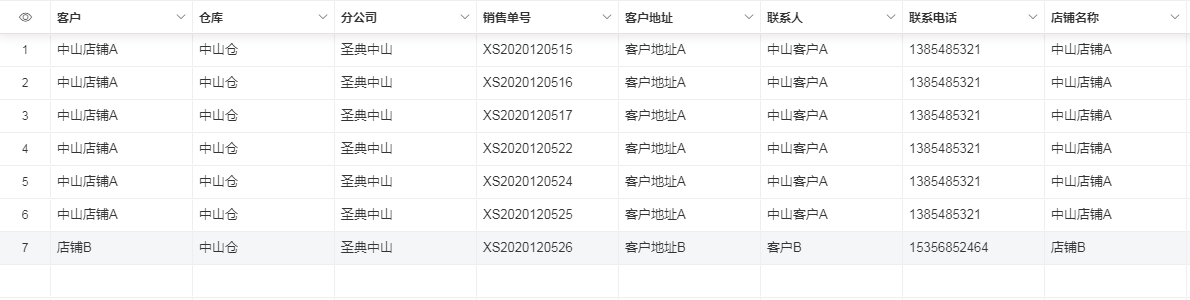 客户 仓库 分公司 销售单号 客户地址 联系人 联系电话 店铺名称
1 中山店铺A 中山仓 圣典中山 XS2020120515 客户地址A 中山客户A 1385485321 中山店铺A
2 中山店铺A 中山仓 圣典中山 XS2020120516 客户地址A 中山客户A 1385485321 中山店铺A
3 中山店铺A 中山仓 圣典中山 XS2020120517 客户地址A 中山客户A 1385485321 中山店铺A
4 中山店铺A 中山仓 圣典中山 XS2020120522 客户地址A 中山客户A 1385485321 中山店铺A
5 中山店铺A 中山仓 圣典中山 XS2020120524 客户地址A 中山客户A 1385485321 中山店铺A
6 中山店铺A 中山仓 圣典中山 XS2020120525 客户地址A 中山客户A 1385485321 中山店铺A
7 店铺B 中山仓 圣典中山 XS2020120526 客户地址B 客户B 15356852464 店铺B